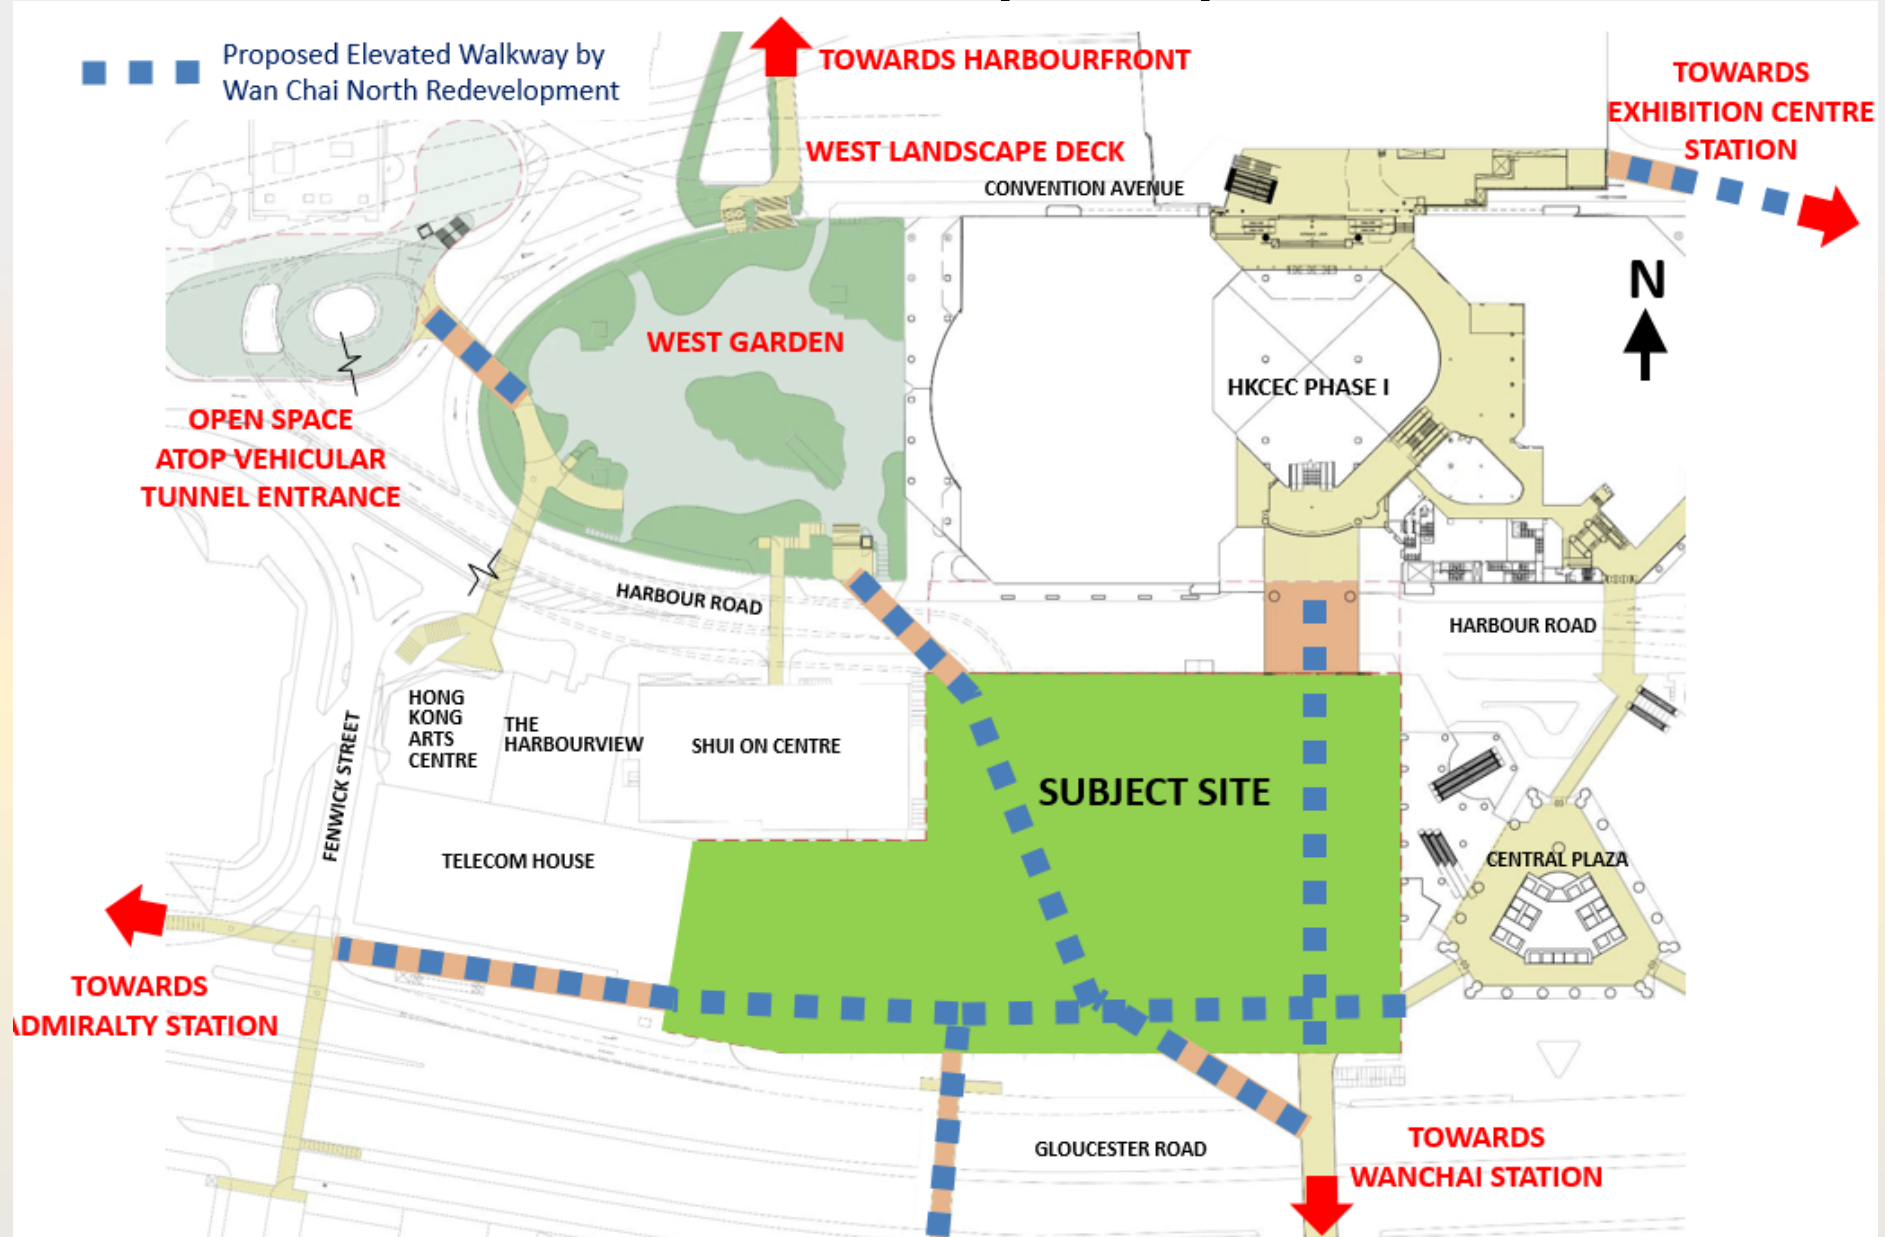 Proposed Elevated Walkway by
Wan Chai North Redevelopment
TOWARDS HARBOURFRONT
TOWARDS
EXHIBITION CENTRE
STATION
WEST LANDSCAPE DECK
CONVENTION AVENUE
N
WEST GARDEN
HKCEC PHASE I
OPEN SPACE
ATOP VEHICULAR
TUNNEL ENTRANCE
HARBOUR ROAD
HARBOUR ROAD
HONG
KONG
ARTS
CENTRE
THE
HARBOURVIEW
SHUI ON CENTRE
FENWICK STREET
SUBJECT SITE
TELECOM HOUSE
CENTRAL PLAZA
TOWARDS
ADMIRALTY STATION
GLOUCESTER ROAD
TOWARDS
WANCHAI STATION